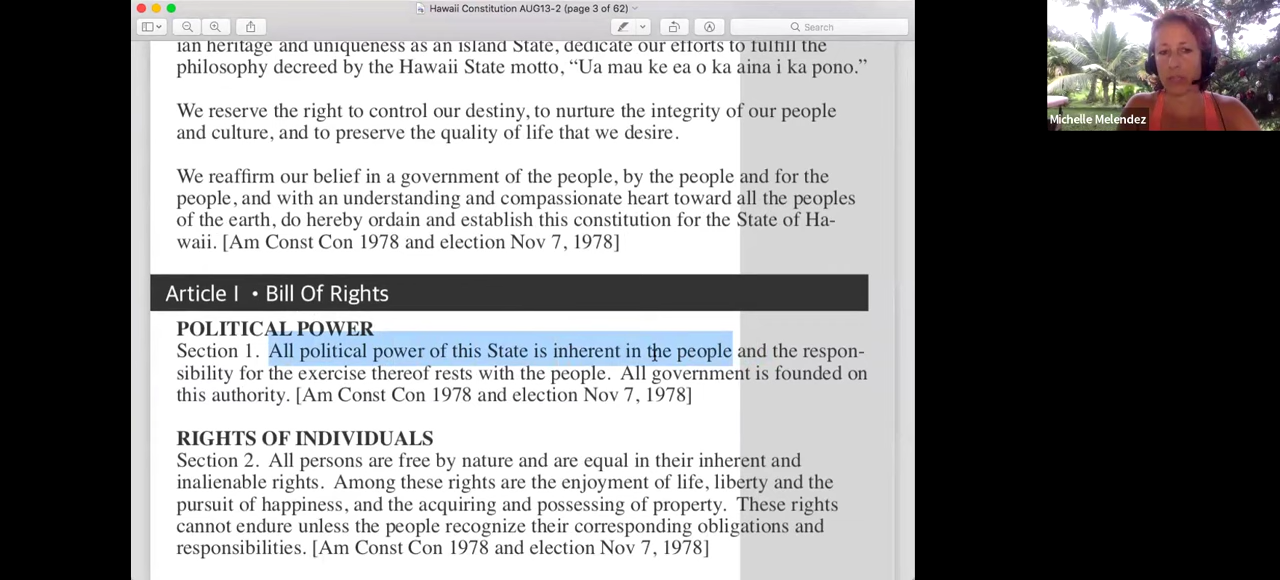 Hawaii Constitution AUG13-2 (page 3 of 62)
Search
ian heritage and uniqueness as an island State, dedicate our efforts to fulfill the
philosophy decreed by the Hawaii State motto, “Ua mau ke ea o ka aina i ka pono.”
We reserve the right to control our destiny, to nurture the integrity of our people
and culture, and to preserve the quality of life that we desire.
We reaffirm our belief in a government of the people, by the people and for the
people, and with an understanding and compassionate heart toward all the peoples
of the earth, do hereby ordain and establish this constitution for the State of Ha-
waii. [Am Const Con 1978 and election Nov 7, 1978]
Article I • Bill Of Rights
POLITICAL POWER
Section 1. All political power of this State is inherent in the people and the respon-
sibility for the exercise thereof rests with the people. All government is founded on
this authority. [Am Const Con 1978 and election Nov 7, 1978]
RIGHTS OF INDIVIDUALS
Section 2. All persons are free by nature and are equal in their inherent and
inalienable rights. Among these rights are the enjoyment of life, liberty and the
pursuit of happiness, and the acquiring and possessing of property. These rights
cannot endure unless the people recognize their corresponding obligations and
responsibilities. [Am Const Con 1978 and election Nov 7, 1978]
Michelle Melendez